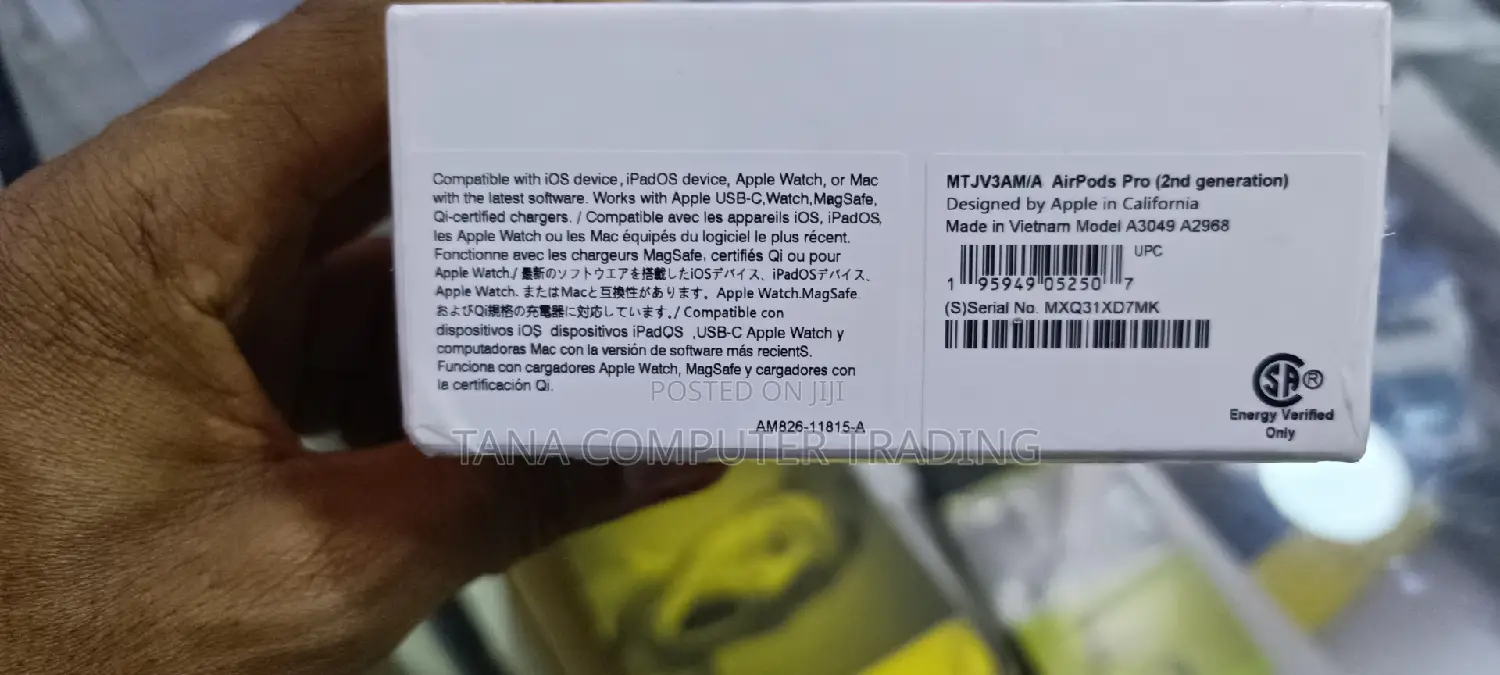 Compatible with iOS device, iPadOS device, Apple Watch, or Mac
with the latest software. Works with Apple USB-C,Watch,MagSafe,
Qi-certified chargers. / Compatible avec les appareils iOS, iPadOS,
les Apple Watch ou les Mac équipés du logiciel le plus récent.
Fonctionne avec les chargeurs MagSafe, certifiés Qi ou pour
Apple Watch./ 最新のソフトウエアを搭載したiOSデバイス、iPadOSデバイス、
Apple Watch. またはMacと互換性があります。Apple Watch.MagSafe
およびQi規格の充電器に対応しています./ Compatible con
dispositivos iOS dispositivos iPadOS ,USB-C Apple Watch y
computadoras Mac con la versión de software más recientS.
Funciona con cargadores Apple Watch, MagSafe y cargadores con
la certificación Qi.
AM826-11815-A
MTJV3AM/A AirPods Pro (2nd generation)
Designed by Apple in California
Made in Vietnam Model A3049 A2968
UPC
1 95949 05250 7
(S)Serial No. MXQ31XD7MK
SA ®
Energy Verified
Only
POSTED ON JIJI
TANA COMPUTER TRADING